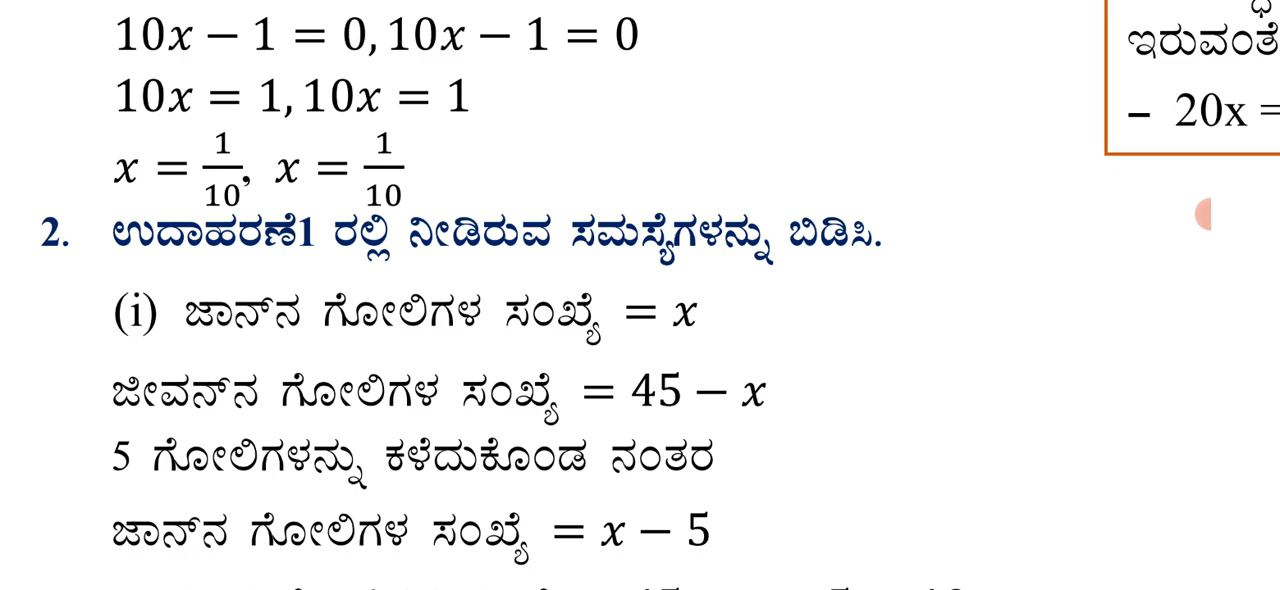 10x − 1 = 0, 10x − 1 = 0
10x = 1, 10x = 1
x = 1/10, x = 1/10
2. ಉದಾಹರಣೆ1 ರಲ್ಲಿ ನೀಡಿರುವ ಸಮಸ್ಯೆಗಳನ್ನು ಬಿಡಿಸಿ.
(i) ಜಾನ್‌ನ ಗೋಲಿಗಳ ಸಂಖ್ಯೆ = x
ಜೀವನ್‌ನ ಗೋಲಿಗಳ ಸಂಖ್ಯೆ = 45 − x
5 ಗೋಲಿಗಳನ್ನು ಕಳೆದುಕೊಂಡ ನಂತರ
ಜಾನ್‌ನ ಗೋಲಿಗಳ ಸಂಖ್ಯೆ = x − 5
ಇರುವಂತೆ
– 20x =